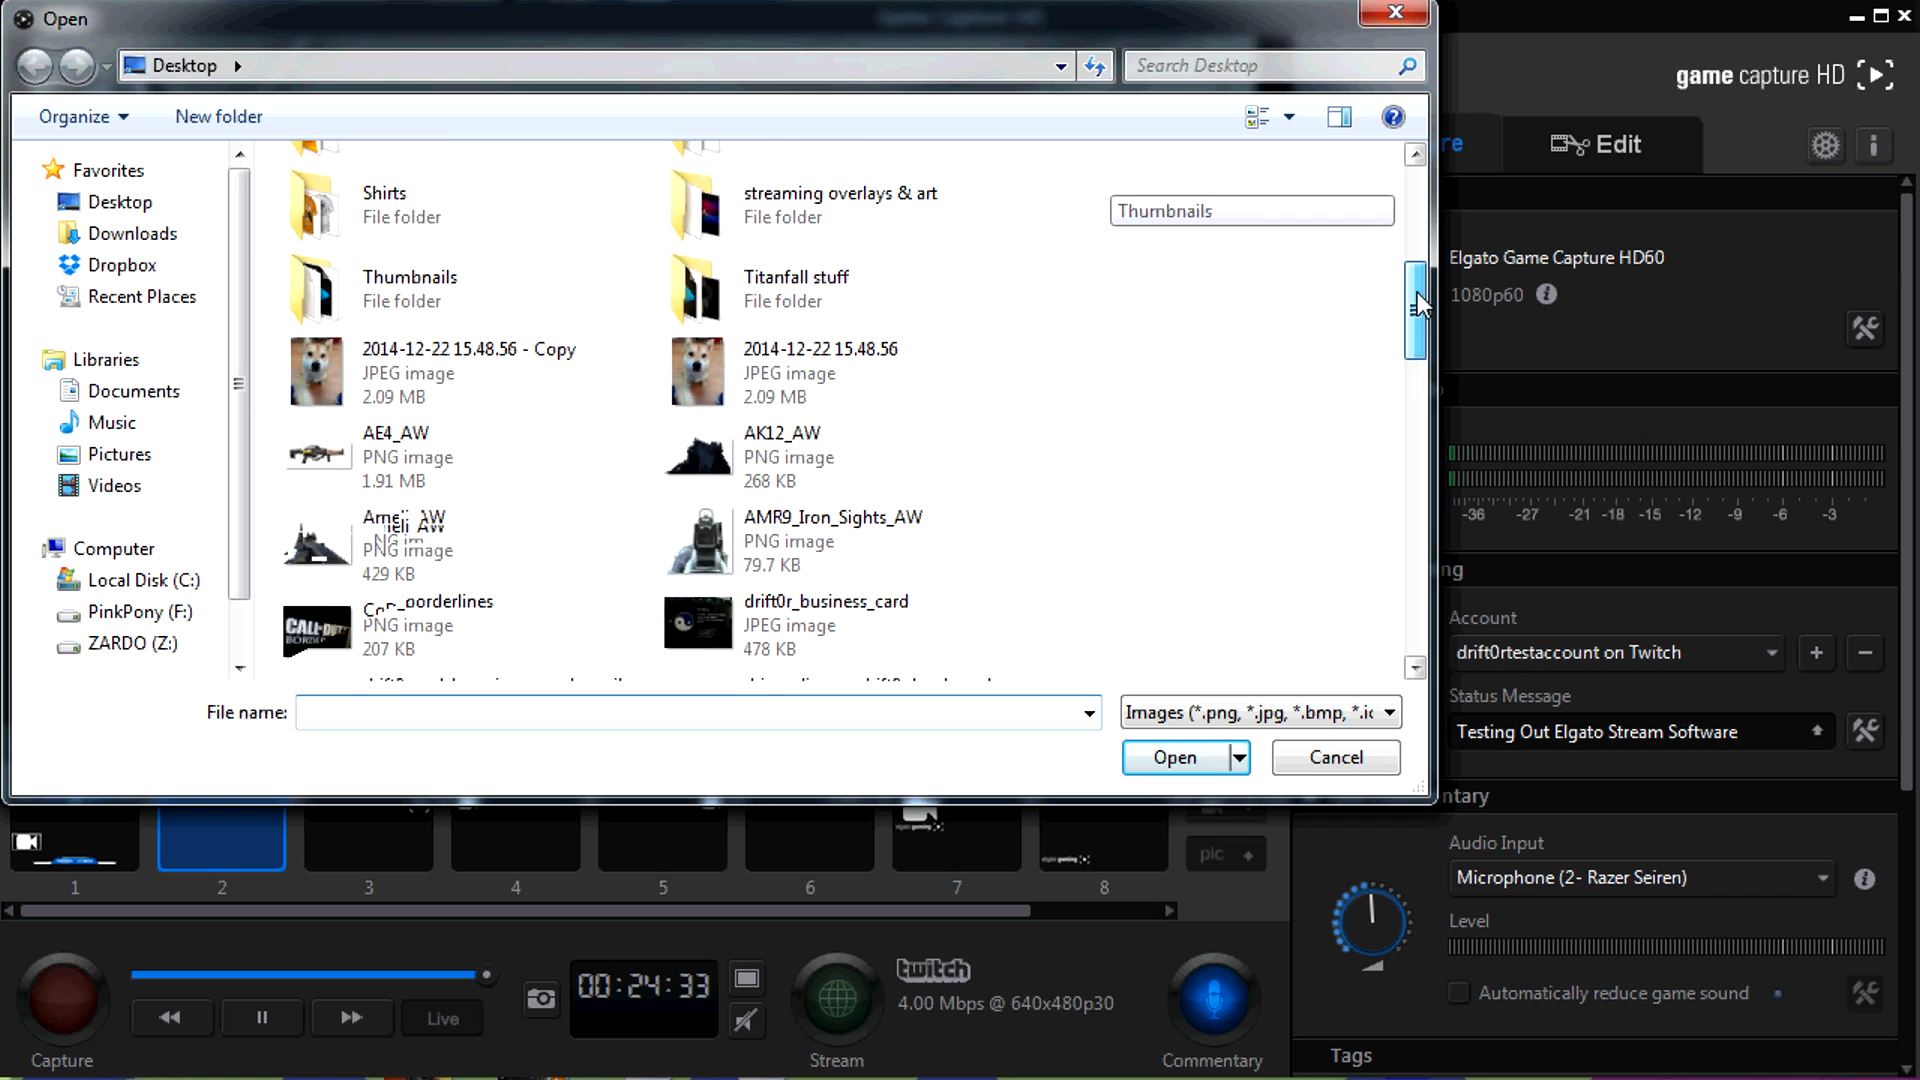 Open
Desktop
Search Desktop
game capture HD
Organize
New folder
Edit
Favorites
Desktop
Downloads
Dropbox
Recent Places
Libraries
Documents
Music
Pictures
Videos
Computer
Local Disk (C:)
PinkPony (F:)
ZARDO (Z:)
Shirts
File folder
streaming overlays & art
File folder
Thumbnails
Thumbnails
File folder
Titanfall stuff
File folder
2014-12-22 15.48.56 - Copy
JPEG image
2.09 MB
2014-12-22 15.48.56
JPEG image
2.09 MB
AE4_AW
PNG image
1.91 MB
AK12_AW
PNG image
268 KB
PNG image
429 KB
AMR9_Iron_Sights_AW
PNG image
79.7 KB
borderlines
PNG image
207 KB
drift0r_business_card
JPEG image
478 KB
File name:
Images (*.png, *.jpg, *.bmp, *.ic
Open
Cancel
Elgato Game Capture HD60
1080p60
-36 -27 -21 -18 -15 -12 -9 -6 -3
ng
Account
drift0rtestaccount on Twitch
Status Message
Testing Out Elgato Stream Software
ntary
Audio Input
Microphone (2- Razer Seiren)
Level
Automatically reduce game sound
Tags
pic +
1 2 3 4 5 6 7 8
00:24:33
Live
twitch
4.00 Mbps @ 640x480p30
Capture
Stream
Commentary